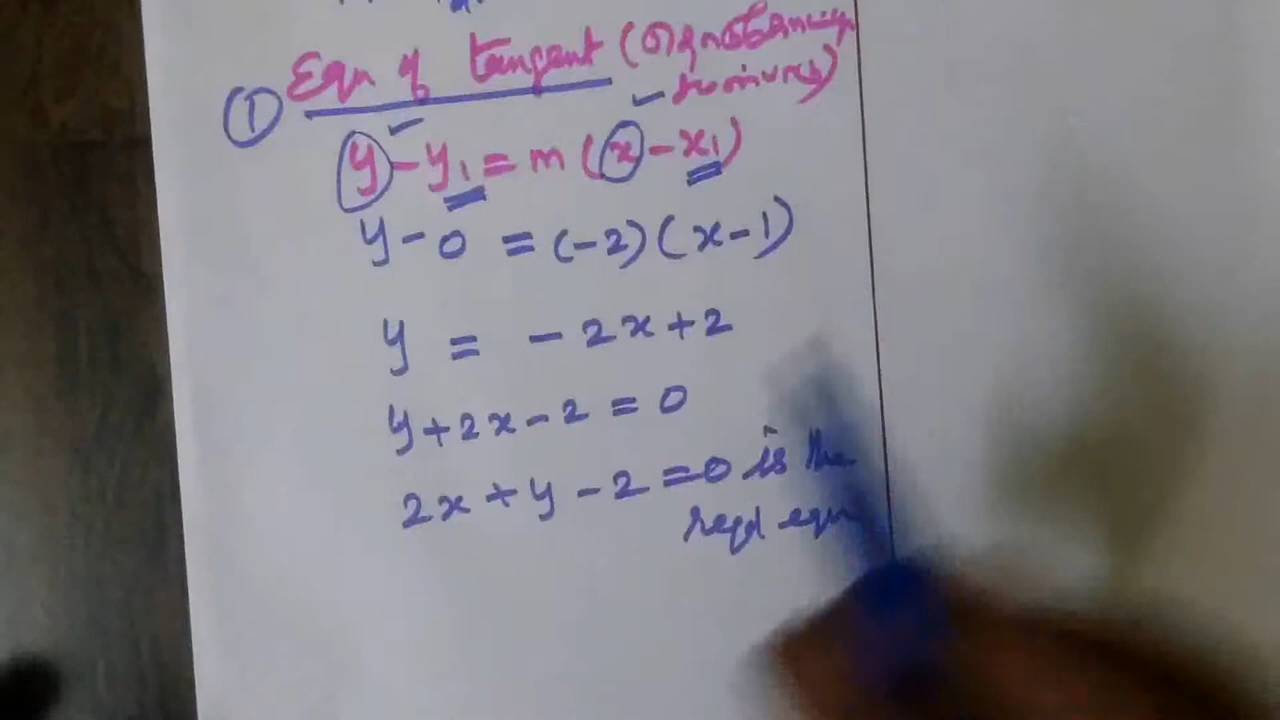 ① Eqn of tangent (தொடுகோட்டின்
சமன்பாடு)
y - y₁ = m (x - x₁)
y - 0 = (-2)(x-1)
y = - 2x + 2
y + 2x - 2 = 0
2x + y - 2 = 0 is the
reqd eqn